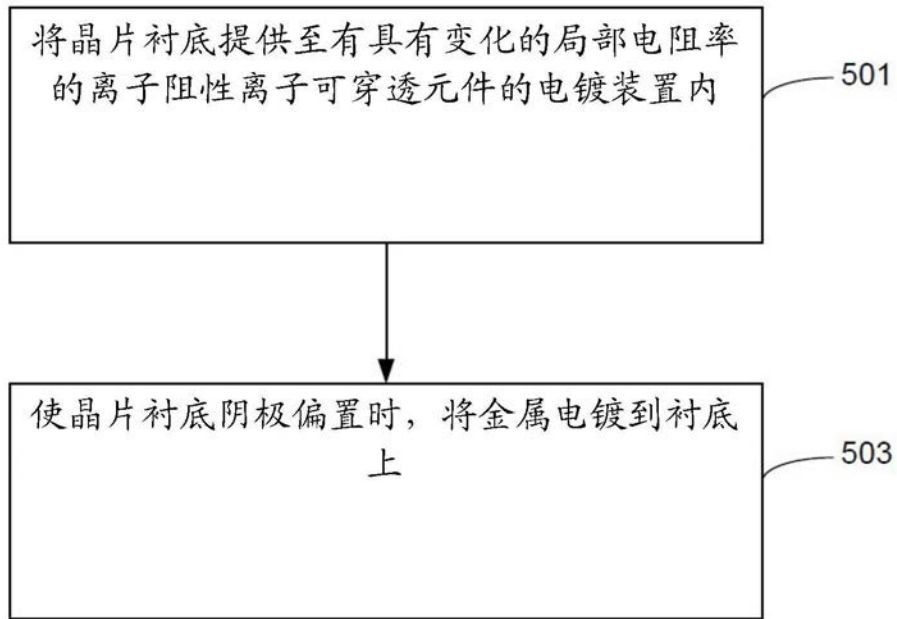 将晶片衬底提供至有具有变化的局部电阻率
的离子阻性离子可穿透元件的电镀装置内
501
使晶片衬底阴极偏置时，将金属电镀到衬底
上
503